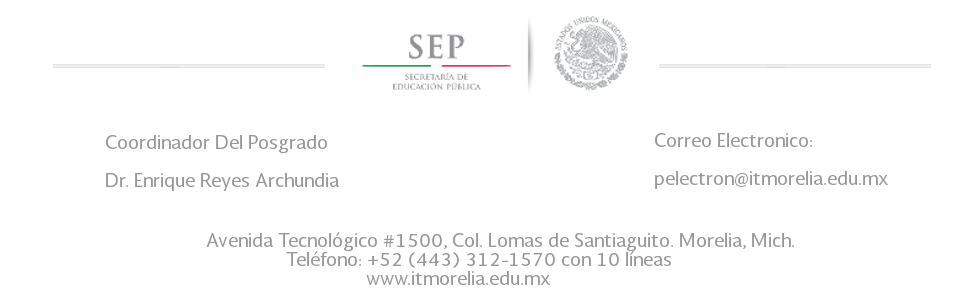 SEP
SECRETARÍA DE
EDUCACIÓN PÚBLICA
ESTADOS UNIDOS MEXICANOS
Coordinador Del Posgrado
Dr. Enrique Reyes Archundia
Correo Electronico:
pelectron@itmorelia.edu.mx
Avenida Tecnológico #1500, Col. Lomas de Santiaguito. Morelia, Mich.
Teléfono: +52 (443) 312-1570 con 10 líneas
www.itmorelia.edu.mx